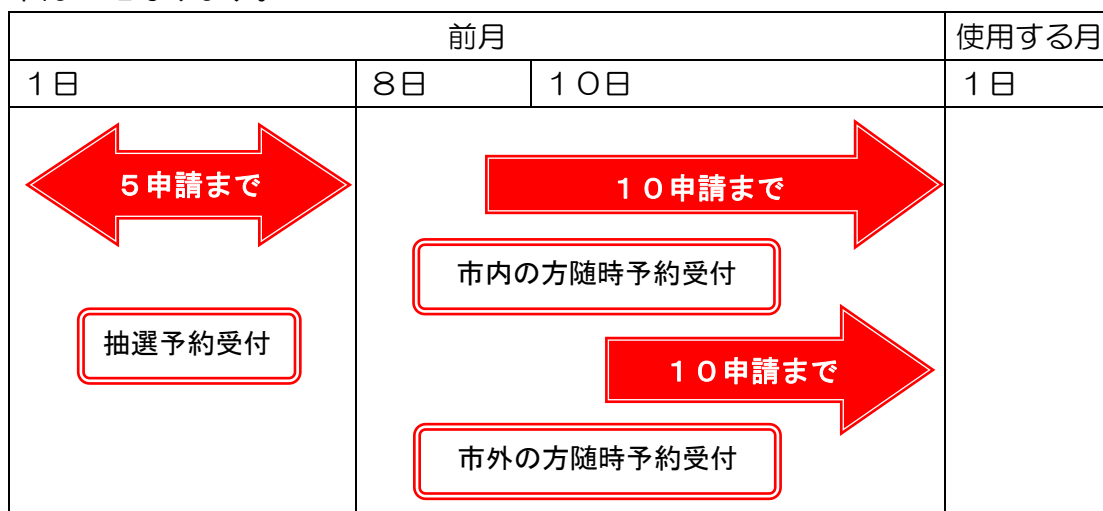 前月 使用する月
１日 ８日 １０日 １日
５申請まで １０申請まで
市内の方随時予約受付
抽選予約受付
１０申請まで
市外の方随時予約受付